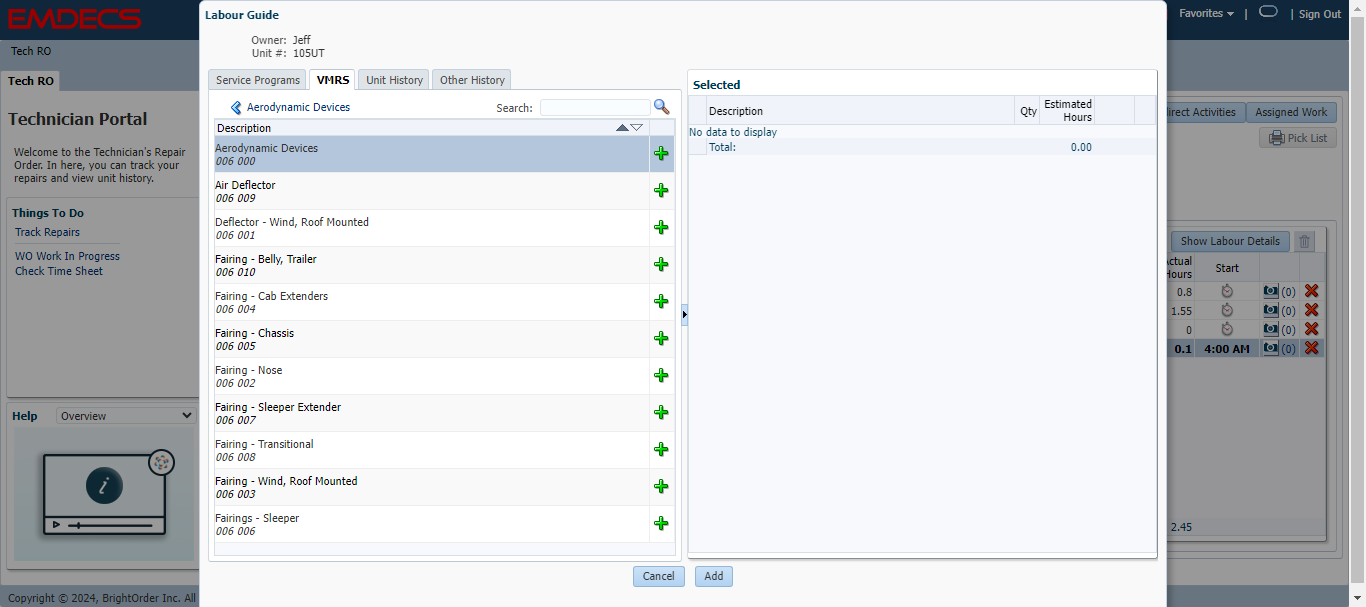 EMDECS
Favorites | | Sign Out
Tech RO
Tech RO
Technician Portal
Welcome to the Technician's Repair
Order. In here, you can track your
repairs and view unit history.
Things To Do
Track Repairs
WO Work In Progress
Check Time Sheet
Help
Overview
i
Copyright © 2024, BrightOrder Inc. All
Labour Guide
Owner: Jeff
Unit #: 105UT
Service Programs
VMRS
Unit History
Other History
Aerodynamic Devices
Search:
Description
Aerodynamic Devices
006 000
Air Deflector
006 009
Deflector - Wind, Roof Mounted
006 001
Fairing - Belly, Trailer
006 010
Fairing - Cab Extenders
006 004
Fairing - Chassis
006 005
Fairing - Nose
006 002
Fairing - Sleeper Extender
006 007
Fairing - Transitional
006 008
Fairing - Wind, Roof Mounted
006 003
Fairings - Sleeper
006 006
Selected
Description
Qty
Estimated
Hours
No data to display
Total: 0.00
Cancel
Add
irect Activities
Assigned Work
Pick List
Show Labour Details
ctual
Hours
Start
0.8 (0)
1.55 (0)
0 (0)
0.1 4:00 AM (0)
2.45